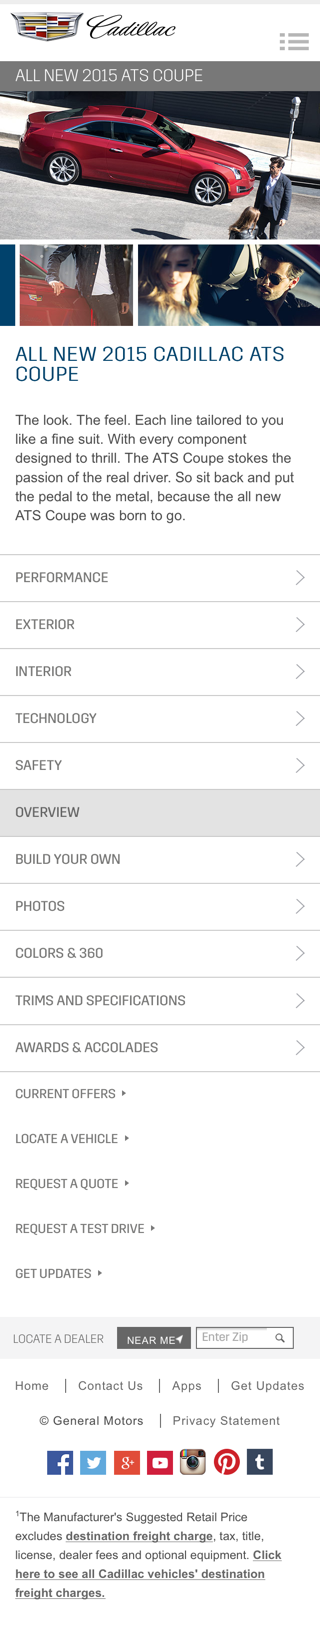 Cadillac
ALL NEW 2015 ATS COUPE
ALL NEW 2015 CADILLAC ATS
COUPE
The look. The feel. Each line tailored to you
like a fine suit. With every component
designed to thrill. The ATS Coupe stokes the
passion of the real driver. So sit back and put
the pedal to the metal, because the all new
ATS Coupe was born to go.
PERFORMANCE
EXTERIOR
INTERIOR
TECHNOLOGY
SAFETY
OVERVIEW
BUILD YOUR OWN
PHOTOS
COLORS & 360
TRIMS AND SPECIFICATIONS
AWARDS & ACCOLADES
CURRENT OFFERS
LOCATE A VEHICLE
REQUEST A QUOTE
REQUEST A TEST DRIVE
GET UPDATES
LOCATE A DEALER NEAR ME Enter Zip
Home | Contact Us | Apps | Get Updates
© General Motors | Privacy Statement
1The Manufacturer's Suggested Retail Price
excludes destination freight charge, tax, title,
license, dealer fees and optional equipment. Click
here to see all Cadillac vehicles' destination
freight charges.